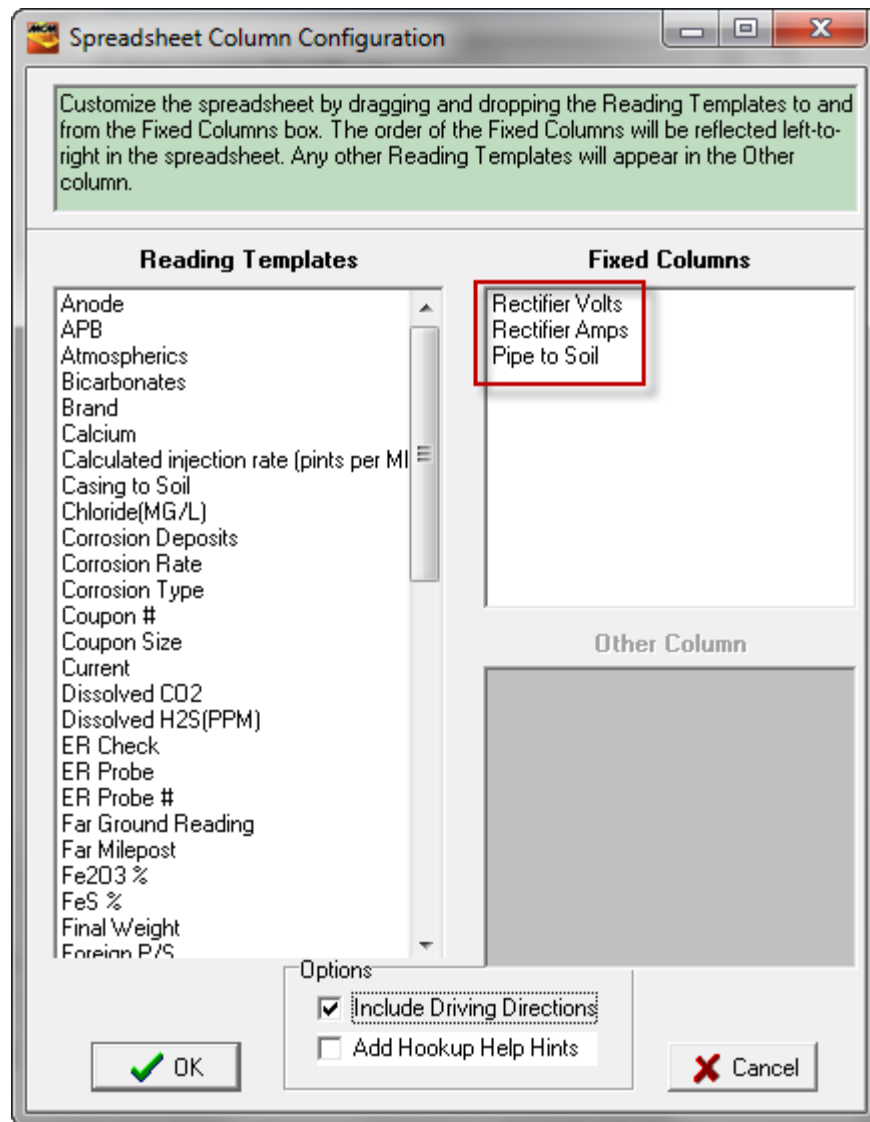 MCM
Spreadsheet Column Configuration
Customize the spreadsheet by dragging and dropping the Reading Templates to and
from the Fixed Columns box. The order of the Fixed Columns will be reflected left-to-
right in the spreadsheet. Any other Reading Templates will appear in the Other
column.
Reading Templates
Anode
APB
Atmospherics
Bicarbonates
Brand
Calcium
Calculated injection rate (pints per MI
Casing to Soil
Chloride(MG/L)
Corrosion Deposits
Corrosion Rate
Corrosion Type
Coupon #
Coupon Size
Current
Dissolved CO2
Dissolved H2S(PPM)
ER Check
ER Probe
ER Probe #
Far Ground Reading
Far Milepost
Fe2O3 %
FeS %
Final Weight
Foreign P/S
Fixed Columns
Rectifier Volts
Rectifier Amps
Pipe to Soil
Other Column
Options
Include Driving Directions
Add Hookup Help Hints
OK
Cancel